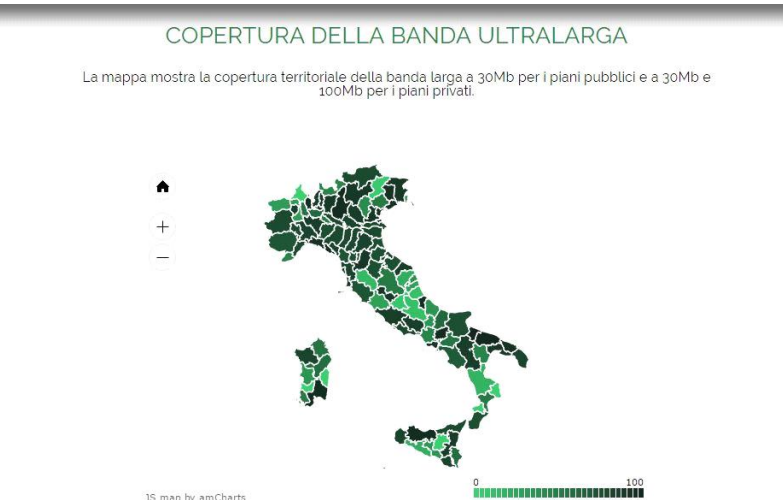 COPERTURA DELLA BANDA ULTRALARGA
La mappa mostra la copertura territoriale della banda larga a 30Mb per i piani pubblici e a 30Mb e
100Mb per i piani privati.
0 100
JS map by amCharts